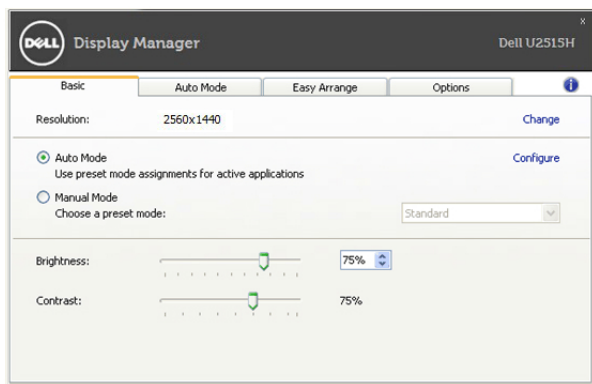 x
DELL Display Manager Dell U2515H
Basic Auto Mode Easy Arrange Options i
Resolution: 2560x1440 Change
Auto Mode Configure
Use preset mode assignments for active applications
Manual Mode
Choose a preset mode: Standard
Brightness: 75%
Contrast: 75%